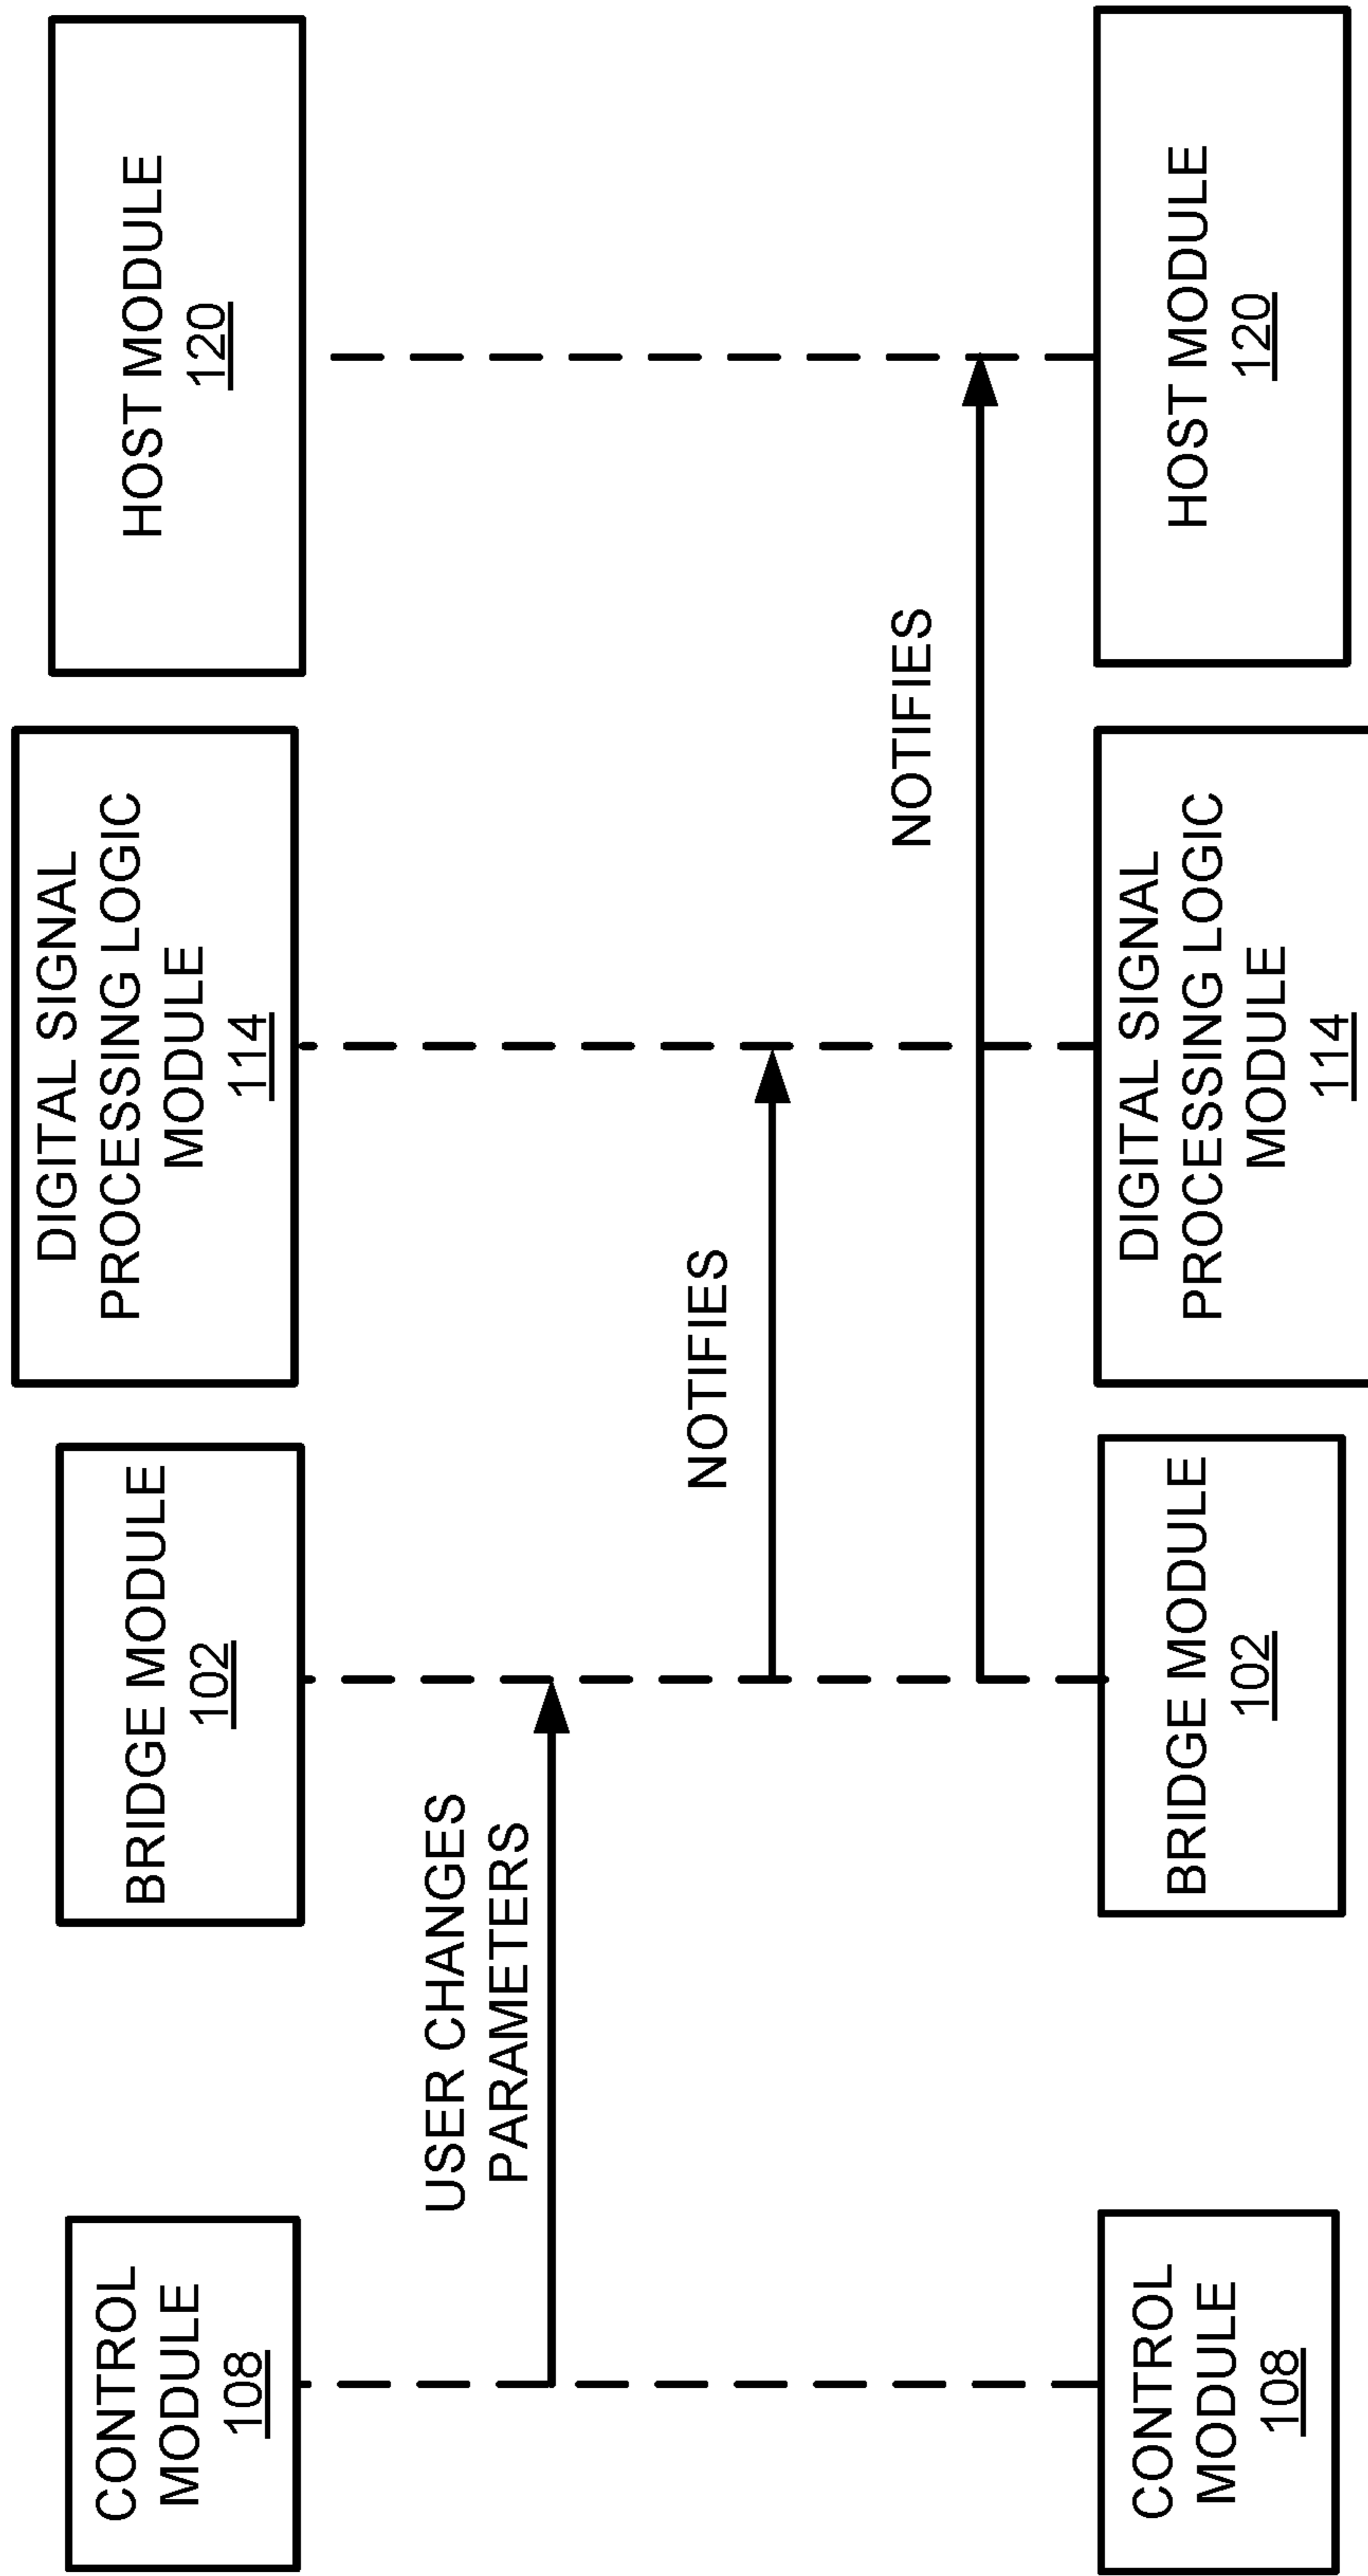 CONTROL
MODULE
108
BRIDGE MODULE
102
DIGITAL SIGNAL
PROCESSING LOGIC
MODULE
114
HOST MODULE
120
USER CHANGES
PARAMETERS
NOTIFIES
NOTIFIES
CONTROL
MODULE
108
BRIDGE MODULE
102
DIGITAL SIGNAL
PROCESSING LOGIC
MODULE
114
HOST MODULE
120